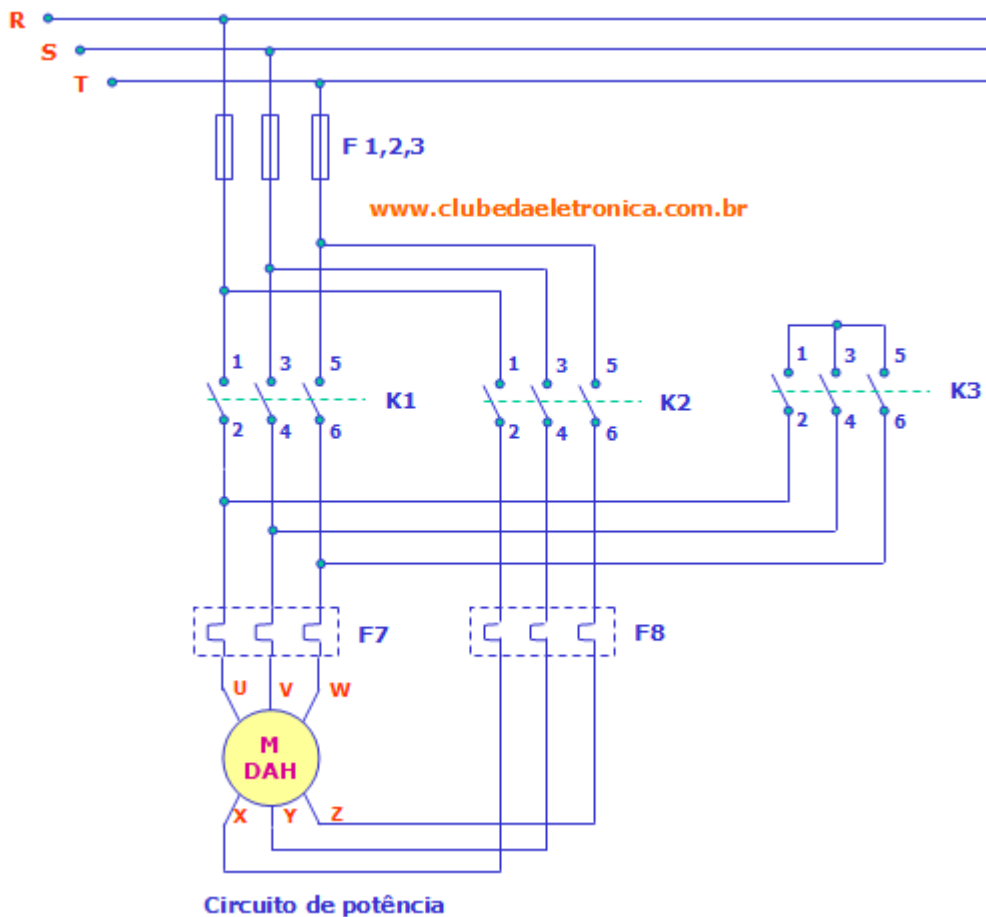 R
S
T
F 1,2,3
www.clubedaeletronica.com.br
1 3 5
K1
2 4 6
1 3 5
K2
2 4 6
1 3 5
K3
2 4 6
F7
F8
U V W
M
DAH
X Y Z
Circuito de potência